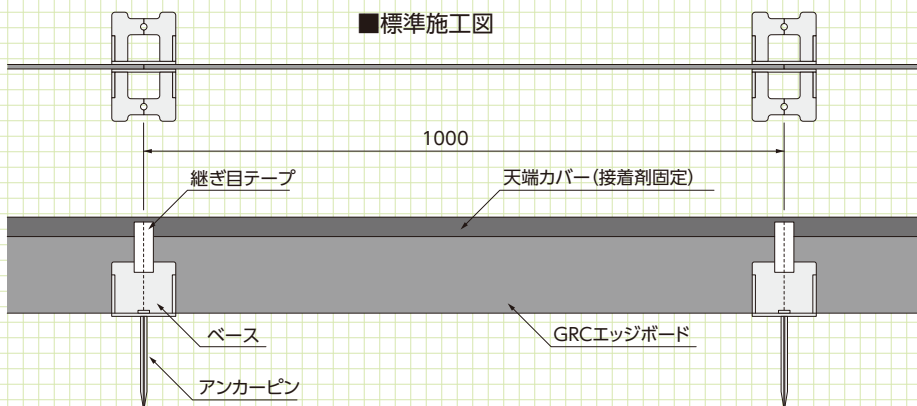 ■標準施工図
1000
継ぎ目テープ
天端カバー(接着剤固定)
ベース
GRCエッジボード
アンカーピン